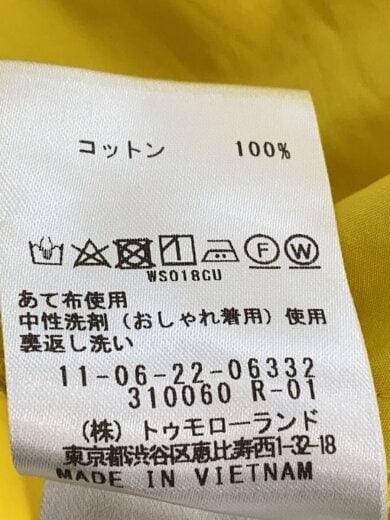 コットン 100%
F W
WS018CU
あて布使用
中性洗剤（おしゃれ着用）使用
裏返し洗い
11-06-22-06332
310060 R-01
（株）トゥモローランド
東京都渋谷区恵比寿西1-32-18
MADE IN VIETNAM